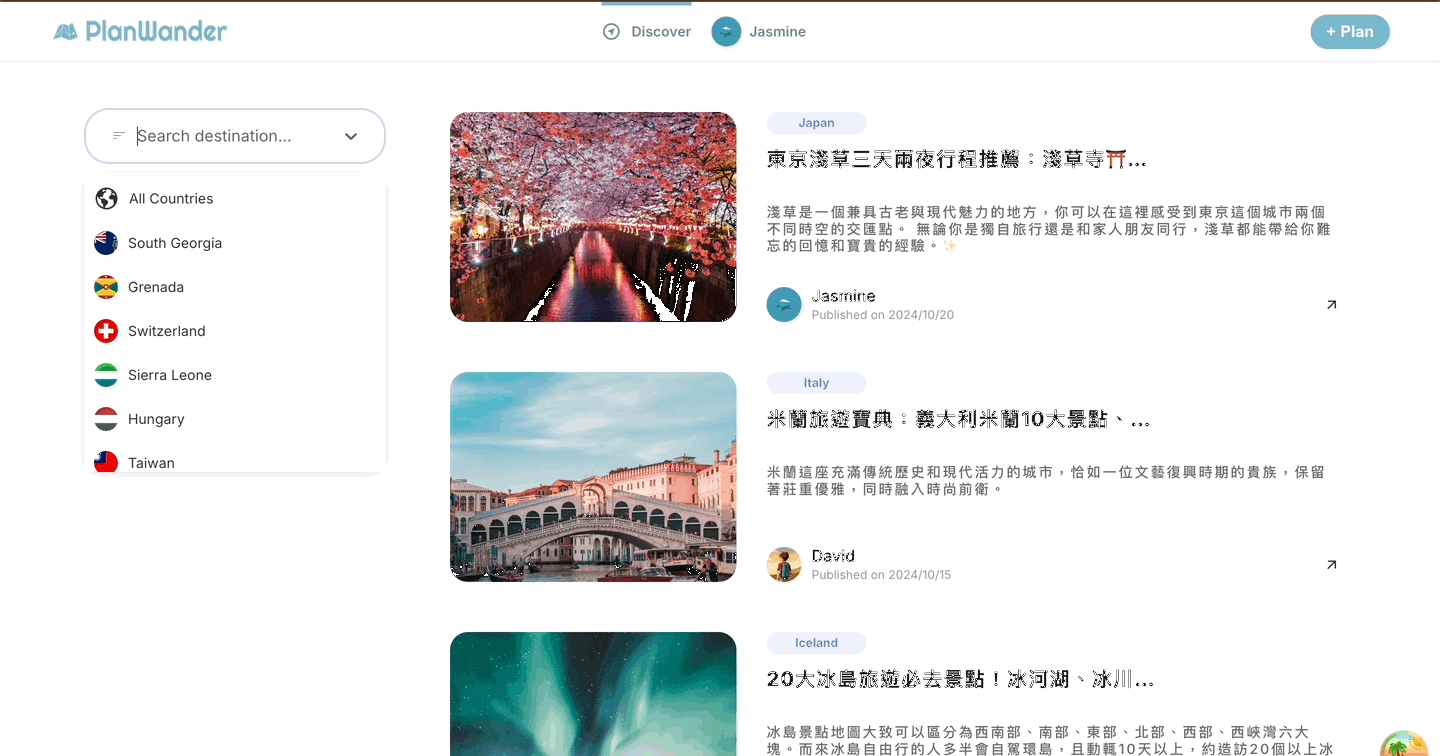 PlanWander
Discover
Jasmine
+ Plan
Search destination...
All Countries
South Georgia
Grenada
Switzerland
Sierra Leone
Hungary
Taiwan
Japan
東京淺草三天兩夜行程推薦：淺草寺⛩️...
淺草是一個兼具古老與現代魅力的地方，你可以在這裡感受到東京這個城市兩個
不同時空的交匯點。 無論你是獨自旅行還是和家人朋友同行，淺草都能帶給你難
忘的回憶和寶貴的經驗。✨
Jasmine
Published on 2024/10/20
Italy
米蘭旅遊寶典：義大利米蘭10大景點、...
米蘭這座充滿傳統歷史和現代活力的城市，恰如一位文藝復興時期的貴族，保留
著莊重優雅，同時融入時尚前衛。
David
Published on 2024/10/15
Iceland
20大冰島旅遊必去景點！冰河湖、冰川...
冰島景點地圖大致可以區分為西南部、南部、東部、北部、西部、西峽灣六大
塊。而來冰島自由行的人多半會自駕環島，且動輒10天以上，約造訪20個以上冰